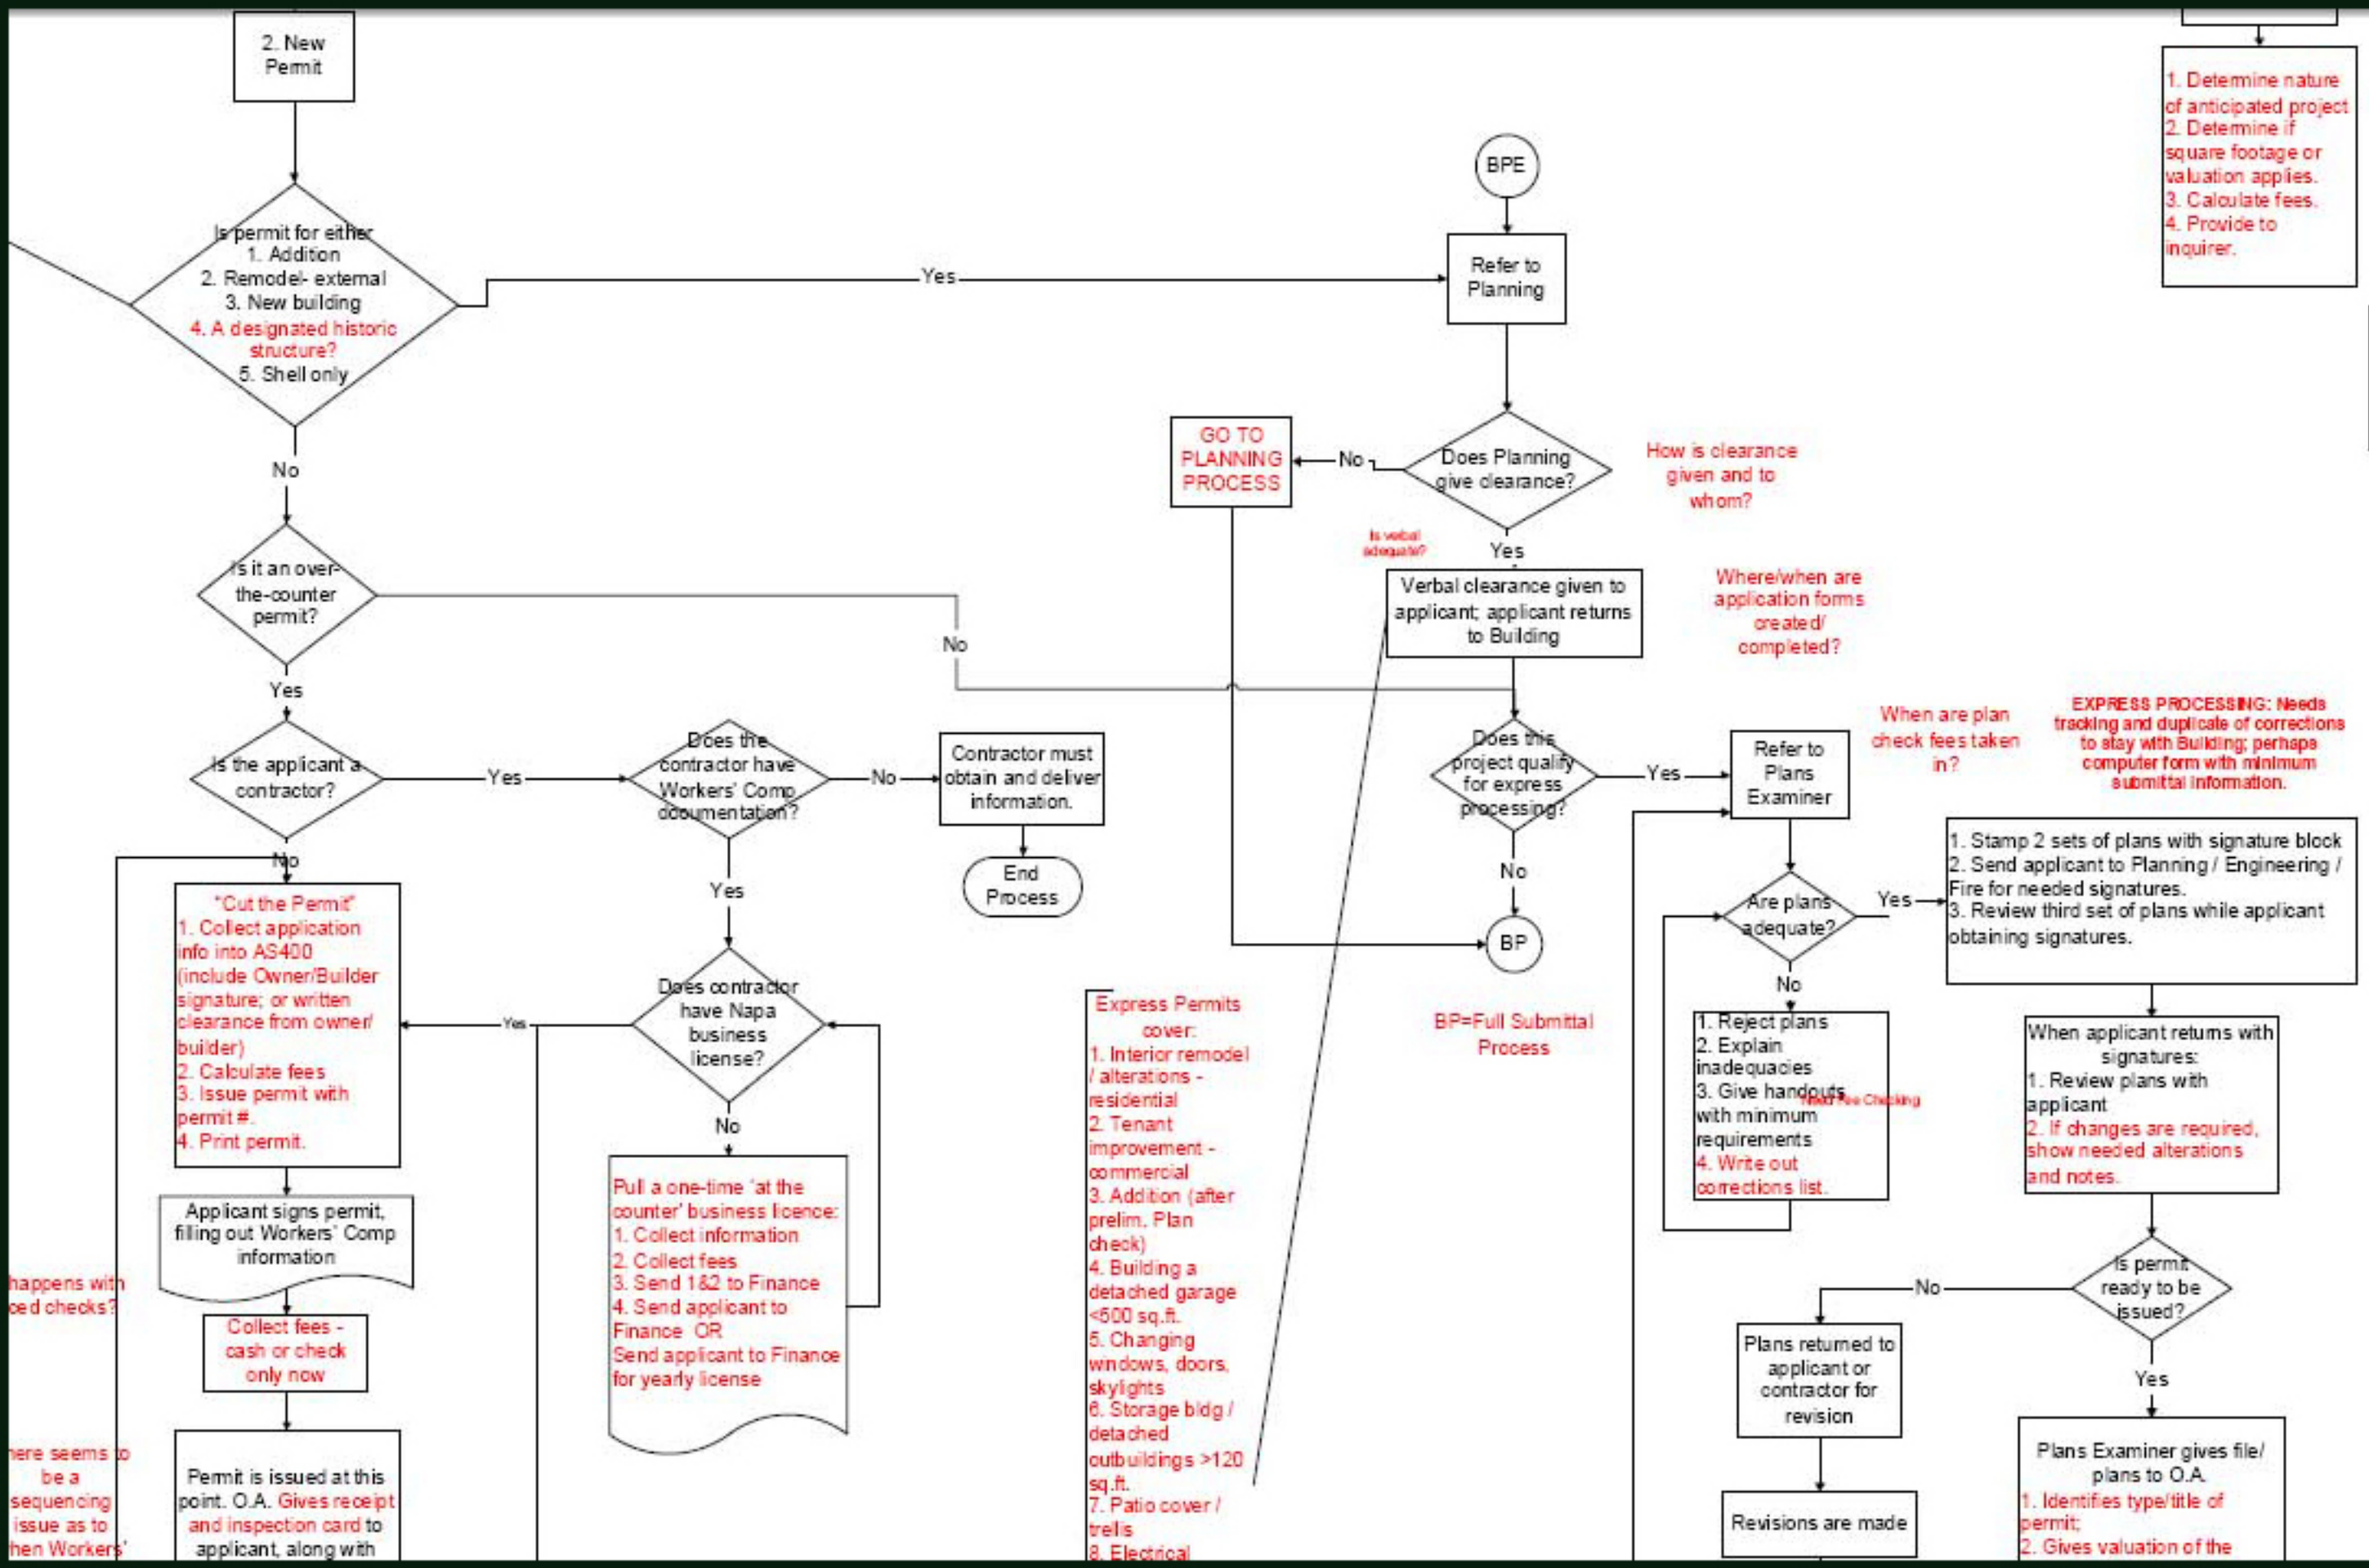 2. New
Permit
Is permit for either
1. Addition
2. Remodel- external
3. New building
4. A designated historic
structure?
5. Shell only
Yes
No
BPE
Refer to
Planning
1. Determine nature
of anticipated project
2. Determine if
square footage or
valuation applies.
3. Calculate fees.
4. Provide to
inquirer.
GO TO
PLANNING
PROCESS
No
Does Planning
give clearance?
How is clearance
given and to
whom?
Is verbal
adequate?
Yes
Verbal clearance given to
applicant; applicant returns
to Building
Where/when are
application forms
created/
completed?
Is it an over-
the-counter
permit?
No
Yes
Is the applicant a
contractor?
Yes
No
Does the
contractor have
Workers' Comp
documentation?
No
Contractor must
obtain and deliver
information.
End
Process
Yes
Does this
project qualify
for express
processing?
Yes
No
BP
BP=Full Submittal
Process
Refer to
Plans
Examiner
When are plan
check fees taken
in?
EXPRESS PROCESSING: Needs
tracking and duplicate of corrections
to stay with Building; perhaps
computer form with minimum
submittal information.
Are plans
adequate?
Yes
No
1. Stamp 2 sets of plans with signature block
2. Send applicant to Planning / Engineering /
Fire for needed signatures.
3. Review third set of plans while applicant
obtaining signatures.
"Cut the Permit"
1. Collect application
info into AS400
(include Owner/Builder
signature; or written
clearance from owner/
builder)
2. Calculate fees
3. Issue permit with
permit #.
4. Print permit.
Yes
Does contractor
have Napa
business
license?
No
Pull a one-time 'at the
counter' business licence:
1. Collect information
2. Collect fees
3. Send 1&2 to Finance
4. Send applicant to
Finance OR
Send applicant to Finance
for yearly license
Express Permits
cover:
1. Interior remodel
/ alterations -
residential
2. Tenant
improvement -
commercial
3. Addition (after
prelim. Plan
check)
4. Building a
detached garage
<500 sq.ft.
5. Changing
windows, doors,
skylights
6. Storage bldg /
detached
outbuildings >120
sq.ft.
7. Patio cover /
trellis
8. Electrical
1. Reject plans
2. Explain
inadequacies
3. Give handouts
with minimum
requirements
4. Write out
corrections list.
Need Fee Checking
When applicant returns with
signatures:
1. Review plans with
applicant
2. If changes are required,
show needed alterations
and notes.
Is permit
ready to be
issued?
No
Yes
Plans returned to
applicant or
contractor for
revision
Revisions are made
Plans Examiner gives file/
plans to O.A.
1. Identifies type/title of
permit;
2. Gives valuation of the
Applicant signs permit,
filling out Workers' Comp
information
happens with
ced checks?
Collect fees -
cash or check
only now
here seems to
be a
sequencing
issue as to
hen Workers'
Permit is issued at this
point. O.A. Gives receipt
and inspection card to
applicant, along with